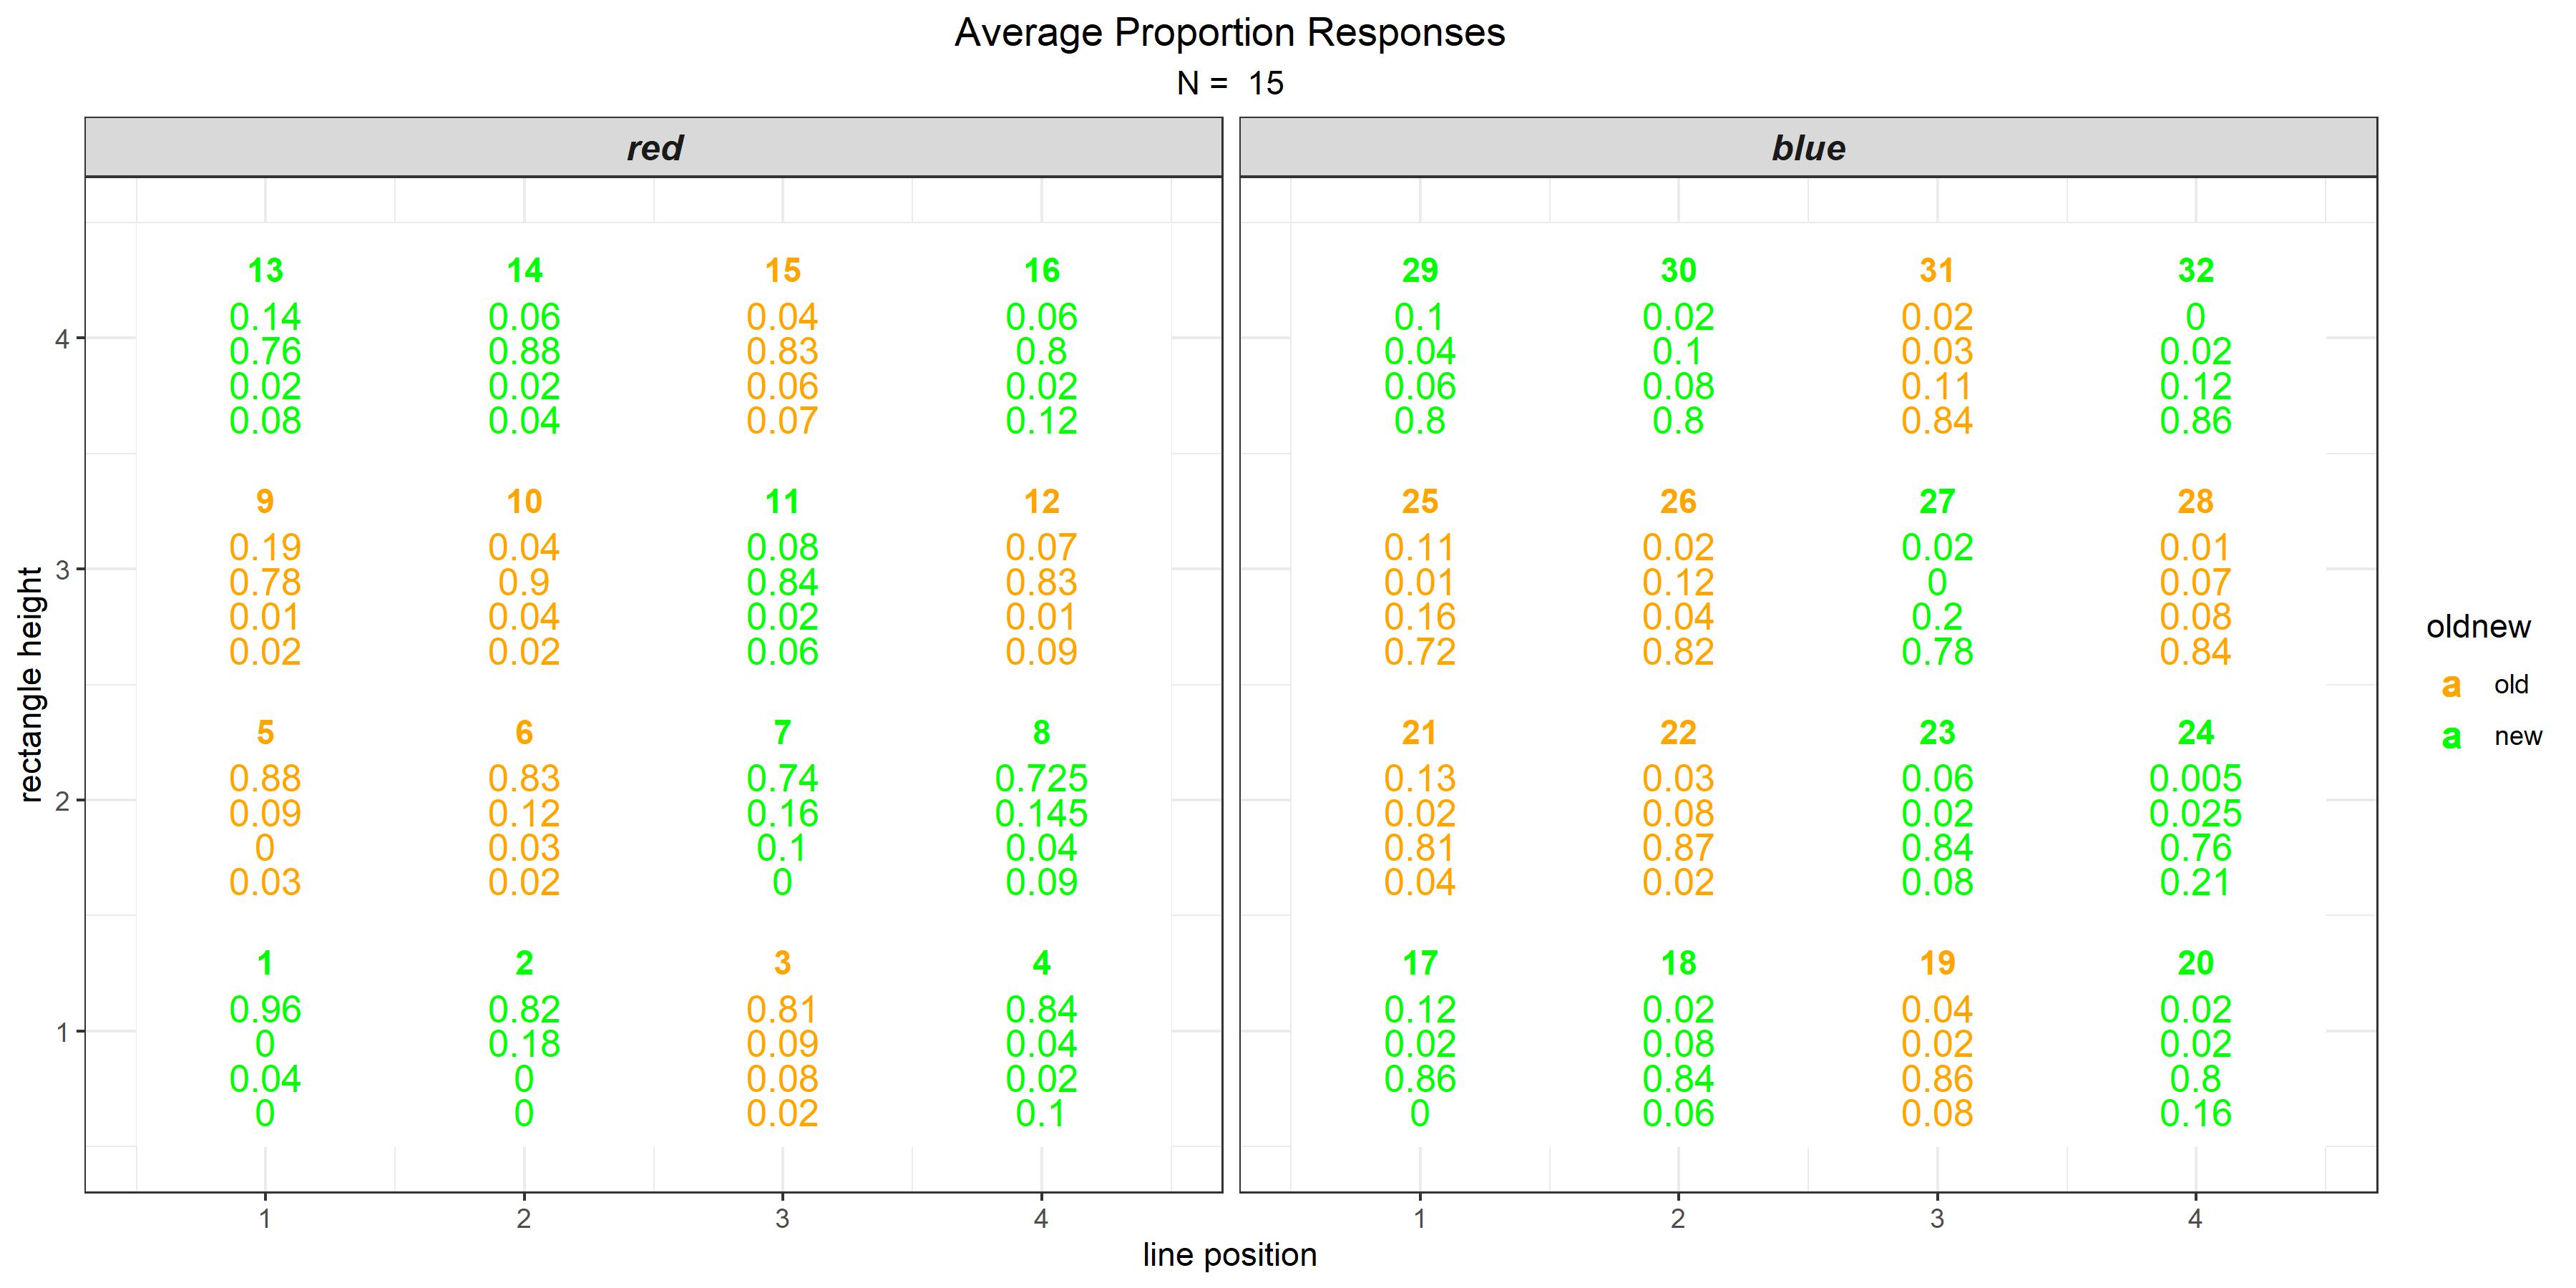 Average Proportion Responses
N = 15
red
blue
13 14 15 16
0.14 0.06 0.04 0.06
0.76 0.88 0.83 0.8
0.02 0.02 0.06 0.02
0.08 0.04 0.07 0.12
29 30 31 32
0.1 0.02 0.02 0
0.04 0.1 0.03 0.02
0.06 0.08 0.11 0.12
0.8 0.8 0.84 0.86
9 10 11 12
0.19 0.04 0.08 0.07
0.78 0.9 0.84 0.83
0.01 0.04 0.02 0.01
0.02 0.02 0.06 0.09
25 26 27 28
0.11 0.02 0.02 0.01
0.01 0.12 0 0.07
0.16 0.04 0.2 0.08
0.72 0.82 0.78 0.84
5 6 7 8
0.88 0.83 0.74 0.725
0.09 0.12 0.16 0.145
0 0.03 0.1 0.04
0.03 0.02 0 0.09
21 22 23 24
0.13 0.03 0.06 0.005
0.02 0.08 0.02 0.025
0.81 0.87 0.84 0.76
0.04 0.02 0.08 0.21
1 2 3 4
0.96 0.82 0.81 0.84
0 0.18 0.09 0.04
0.04 0 0.08 0.02
0 0 0.02 0.1
17 18 19 20
0.12 0.02 0.04 0.02
0.02 0.08 0.02 0.02
0.86 0.84 0.86 0.8
0 0.06 0.08 0.16
4
3
2
1
rectangle height
1 2 3 4
1 2 3 4
line position
oldnew
a old
a new